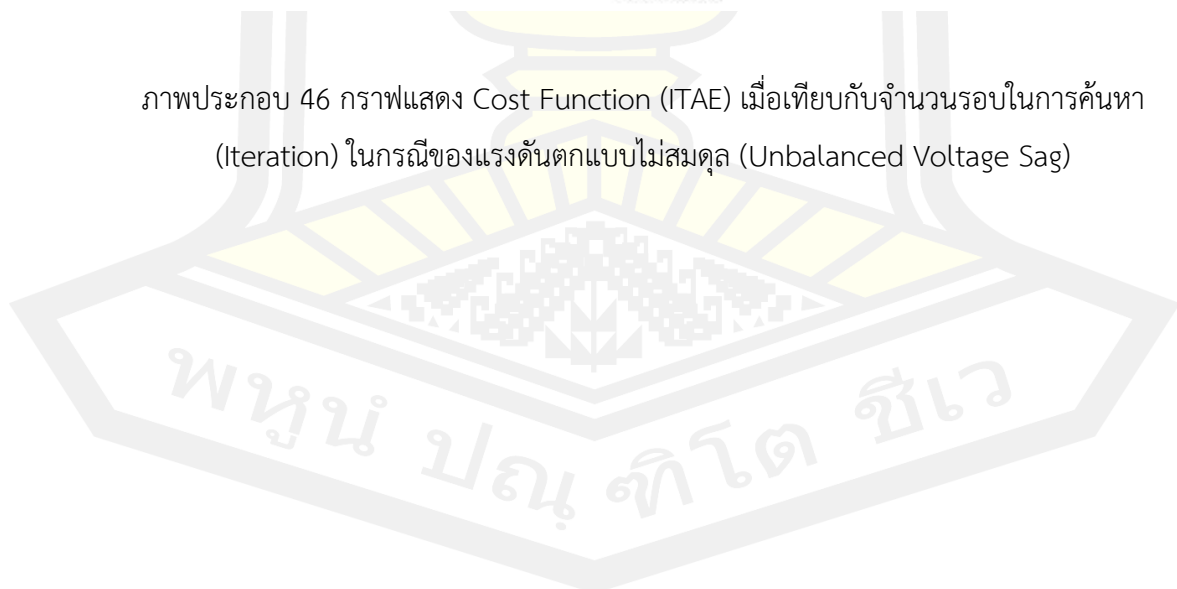 ภาพประกอบ 46 กราฟแสดง Cost Function (ITAE) เมื่อเทียบกับจำนวนรอบในการค้นหา
(Iteration) ในกรณีของแรงดันตกแบบไม่สมดุล (Unbalanced Voltage Sag)
พหูนํ ปณฺฑิโต ชีเว